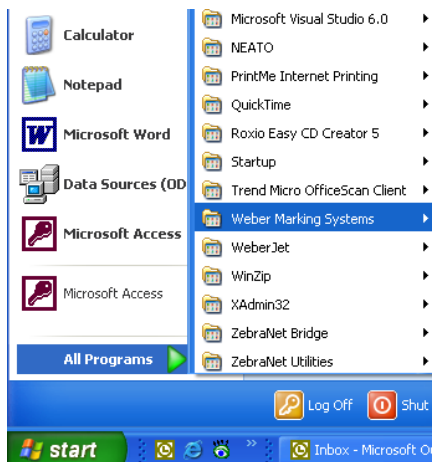 Calculator
Notepad
Microsoft Word
Data Sources (OD
Microsoft Access
Microsoft Access
All Programs
Microsoft Visual Studio 6.0
NEATO
PrintMe Internet Printing
QuickTime
Roxio Easy CD Creator 5
Startup
Trend Micro OfficeScan Client
Weber Marking Systems
WeberJet
WinZip
XAdmin32
ZebraNet Bridge
ZebraNet Utilities
Log Off
Shut
start
Inbox - Microsoft Ou